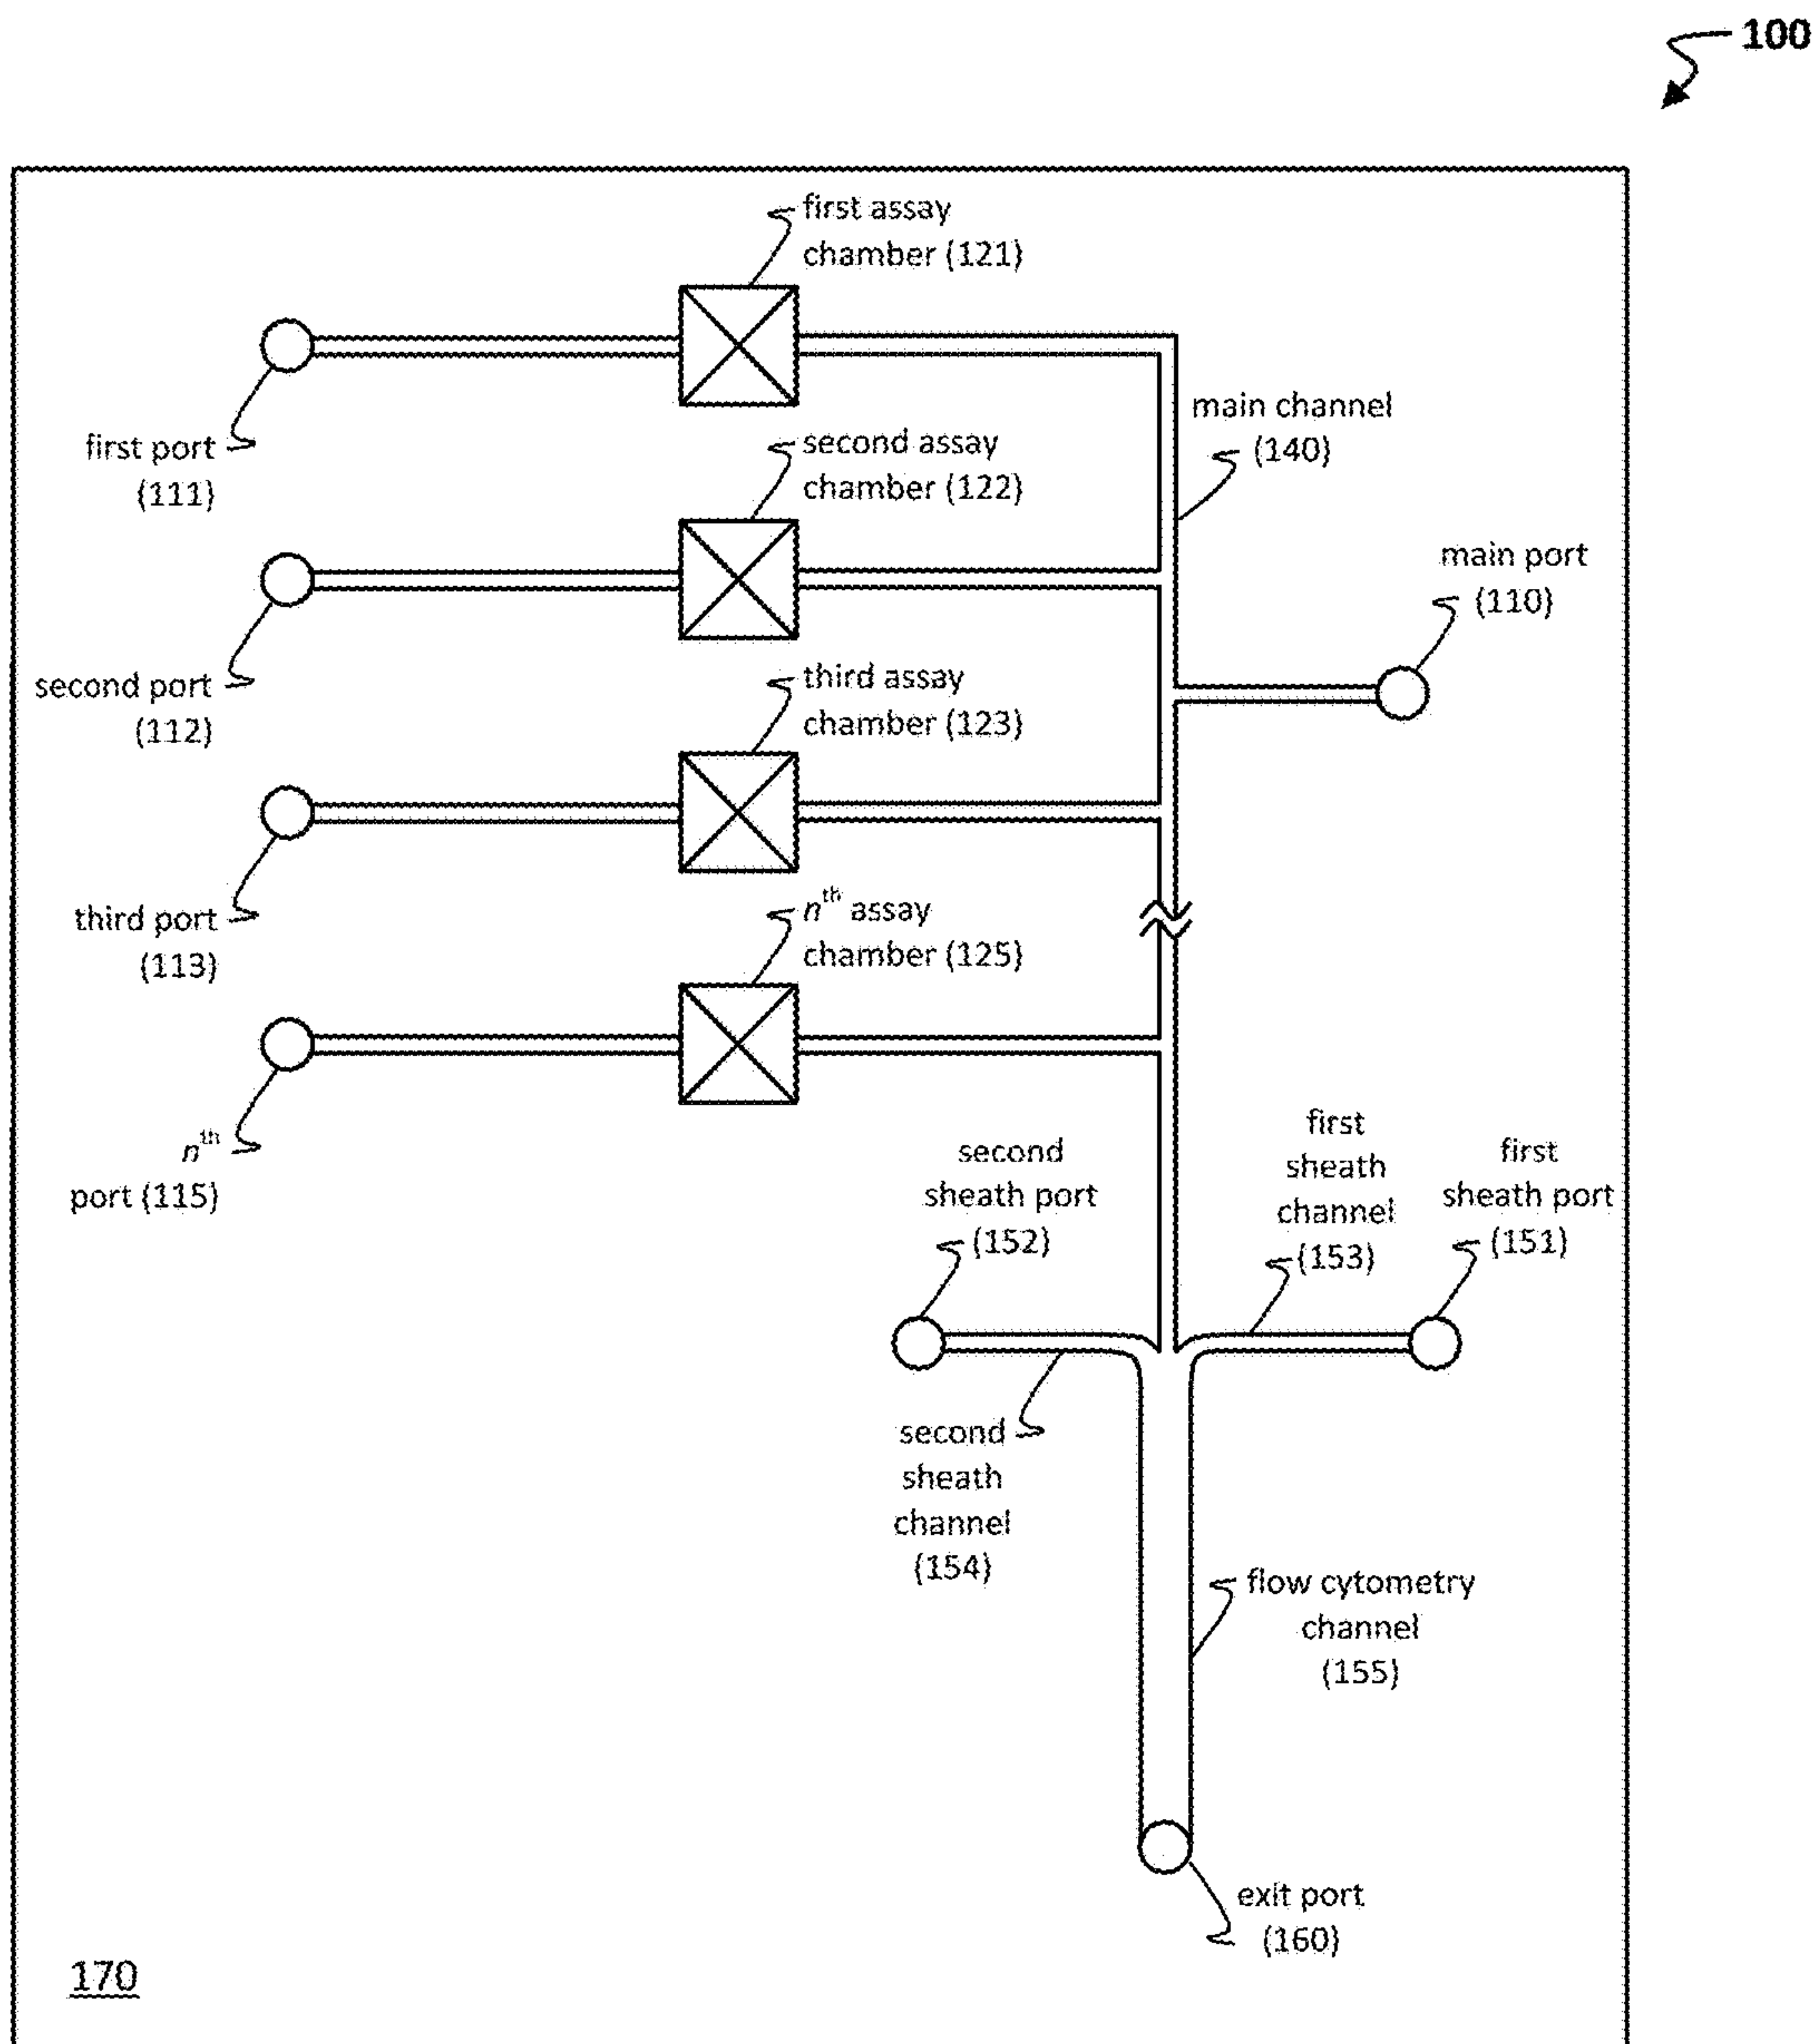 100
first assay
chamber (121)
first port
(111)
main channel
(140)
second assay
chamber (122)
main port
(110)
second port
(112)
third assay
chamber (123)
third port
(113)
nth assay
chamber (125)
nth
port (115)
second
sheath port
(152)
first
sheath
channel
(153)
first
sheath port
(151)
second
sheath
channel
(154)
flow cytometry
channel
(155)
exit port
(160)
170